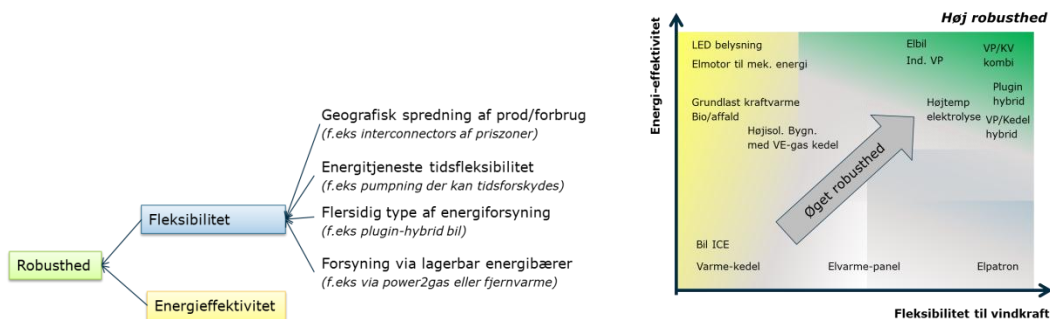 Geografisk spredning af prod/forbrug
(f.eks interconnectors af priszoner)
Energitjeneste tidsfleksibilitet
(f.eks pumpning der kan tidsforskydes)
Fleksibilitet
Flersidig type af energiforsyning
(f.eks plugin-hybrid bil)
Robusthed
Forsyning via lagerbar energibærer
(f.eks via power2gas eller fjernvarme)
Energieffektivitet
Høj robusthed
Energi-effektivitet
LED belysning
Elmotor til mek. energi
Elbil
Ind. VP
VP/KV
kombi
Grundlast kraftvarme
Bio/affald
Højisol. Bygn.
med VE-gas kedel
Højtemp
elektrolyse
Plugin
hybrid
VP/Kedel
hybrid
Øget robusthed
Bil ICE
Varme-kedel
Elvarme-panel
Elpatron
Fleksibilitet til vindkraft